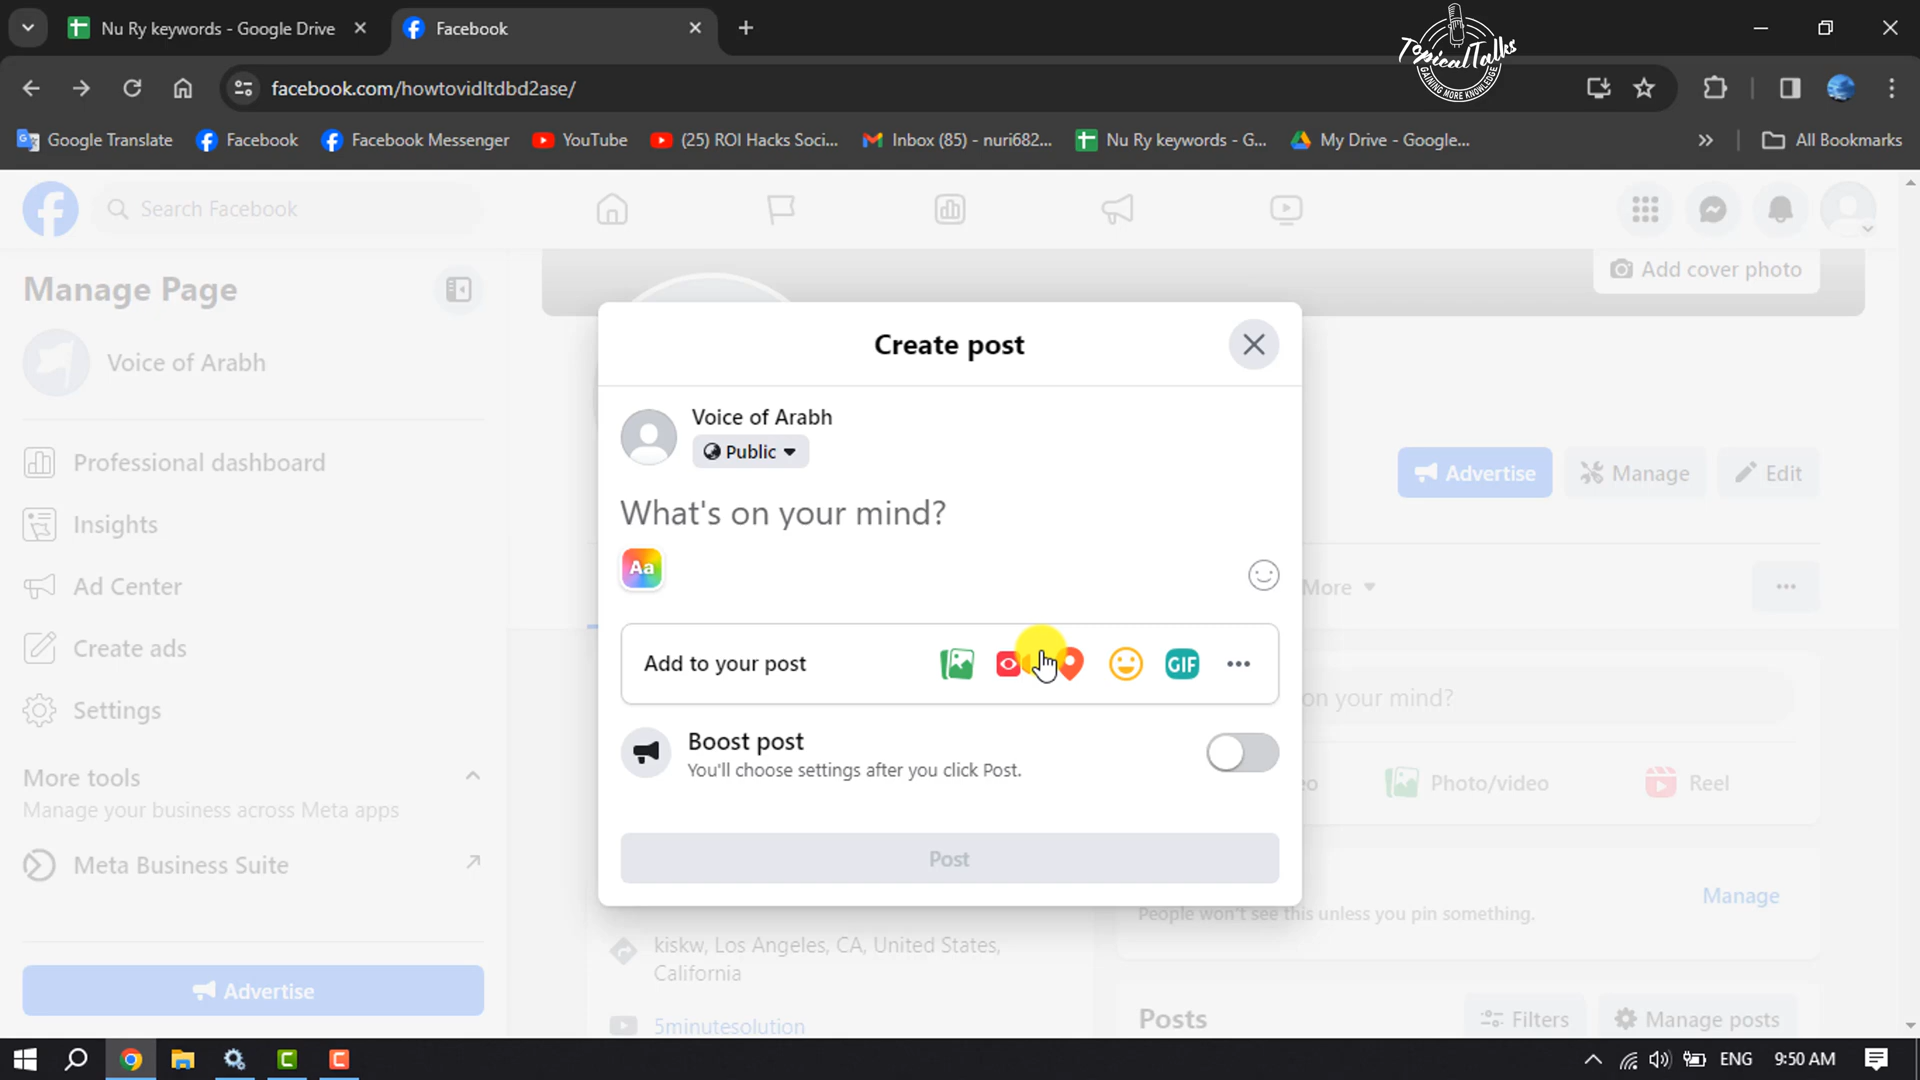 Nu Ry keywords - Google Drive
Facebook
TopicalTalks
GAINING MORE KNOWLEDGE
facebook.com/howtovidltdbd2ase/
Google Translate
Facebook
Facebook Messenger
YouTube
(25) ROI Hacks Soci...
Inbox (85) - nuri682...
Nu Ry keywords - G...
My Drive - Google...
All Bookmarks
Search Facebook
Manage Page
Add cover photo
Voice of Arabh
Create post
Voice of Arabh
Public
Professional dashboard
Advertise
Manage
Edit
What's on your mind?
Insights
Aa
Ad Center
More
Create ads
Add to your post
GIF
on your mind?
Settings
Boost post
You'll choose settings after you click Post.
More tools
Manage your business across Meta apps
Photo/video
Reel
Meta Business Suite
Post
Manage
People won't see this unless you pin something.
kiskw, Los Angeles, CA, United States,
California
Advertise
5minutesolution
Posts
Filters
Manage posts
ENG
9:50 AM